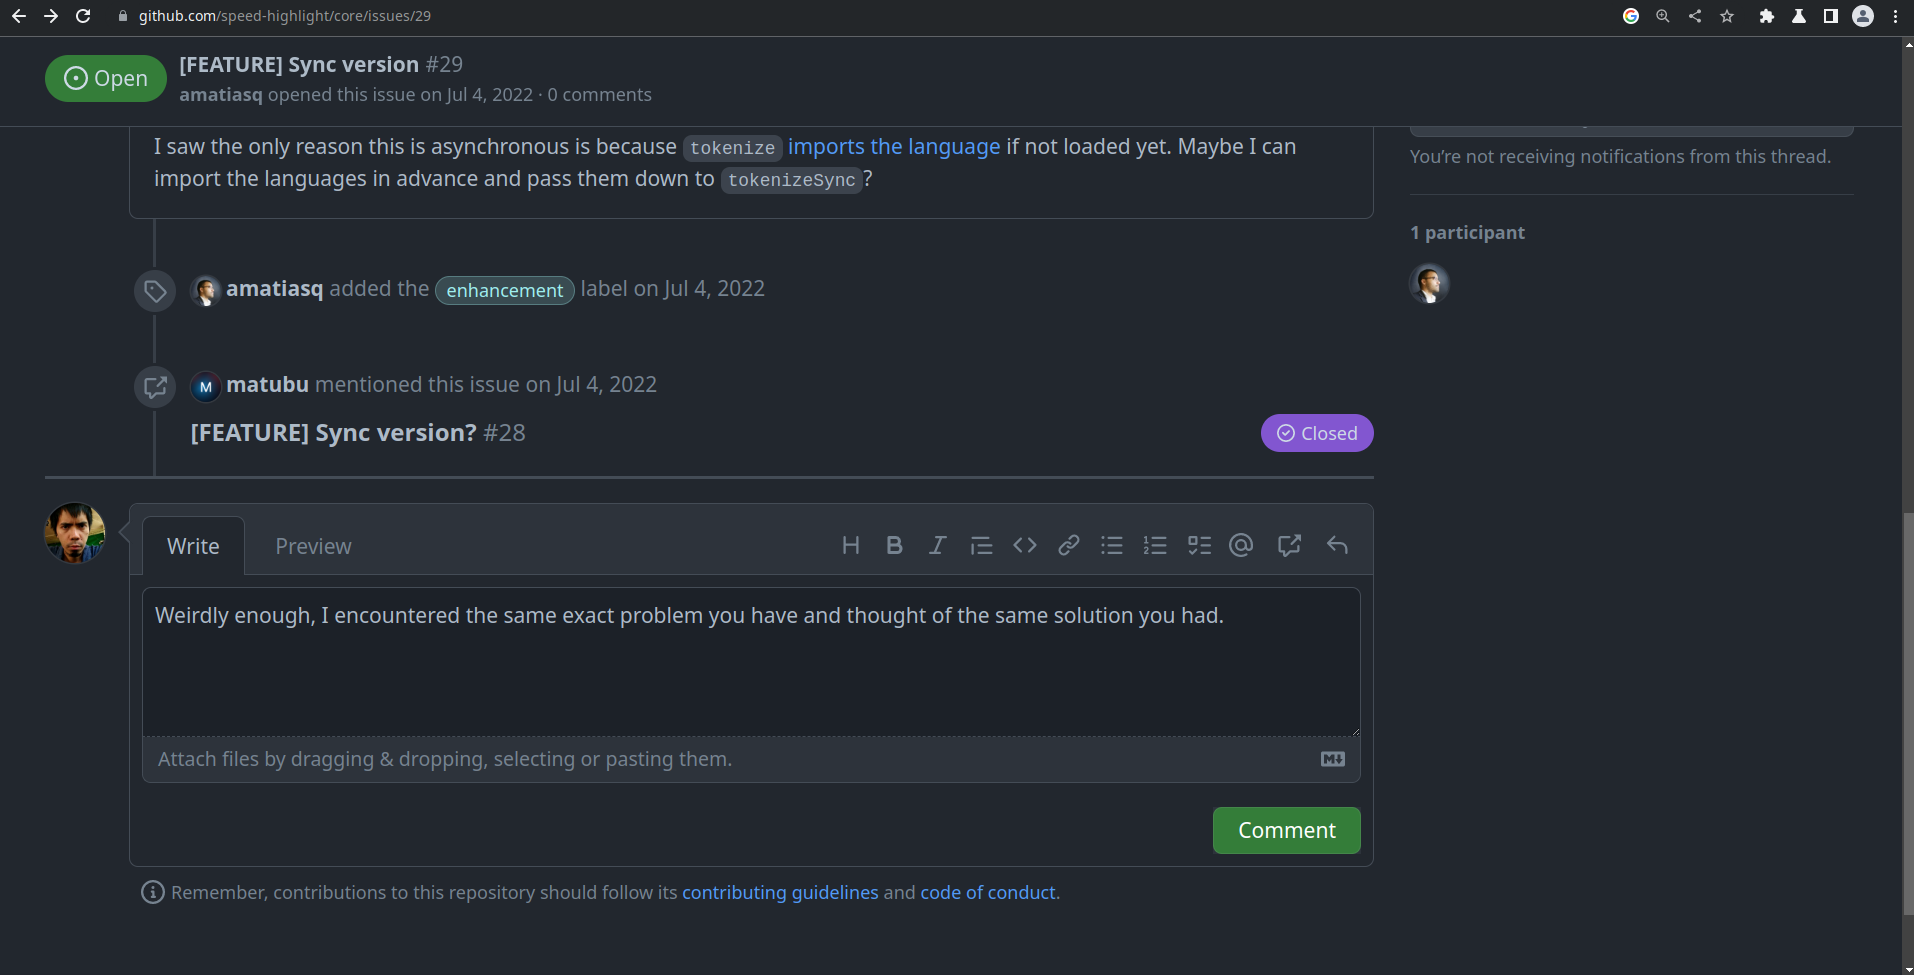 github.com/speed-highlight/core/issues/29
Open
[FEATURE] Sync version #29
amatiasq opened this issue on Jul 4, 2022 · 0 comments
I saw the only reason this is asynchronous is because tokenize imports the language if not loaded yet. Maybe I can
import the languages in advance and pass them down to tokenizeSync?
You're not receiving notifications from this thread.
1 participant
amatiasq added the enhancement label on Jul 4, 2022
M matubu mentioned this issue on Jul 4, 2022
[FEATURE] Sync version? #28
Closed
Write
Preview
Weirdly enough, I encountered the same exact problem you have and thought of the same solution you had.
Attach files by dragging & dropping, selecting or pasting them.
Comment
Remember, contributions to this repository should follow its contributing guidelines and code of conduct.